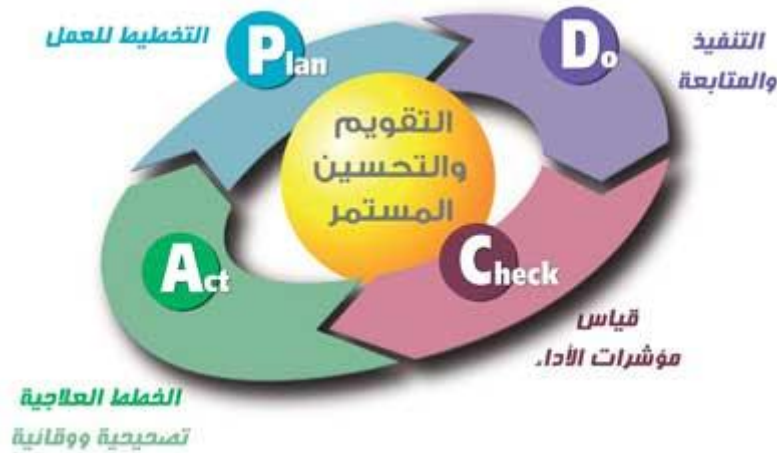 التخطيط للعمل
Plan
Do
التنفيذ
والمتابعة
التقويم
والتحسين
المستمر
Act
Check
قياس
مؤشرات الأداء
الخطط العلاجية
تصحيحية ووقائية